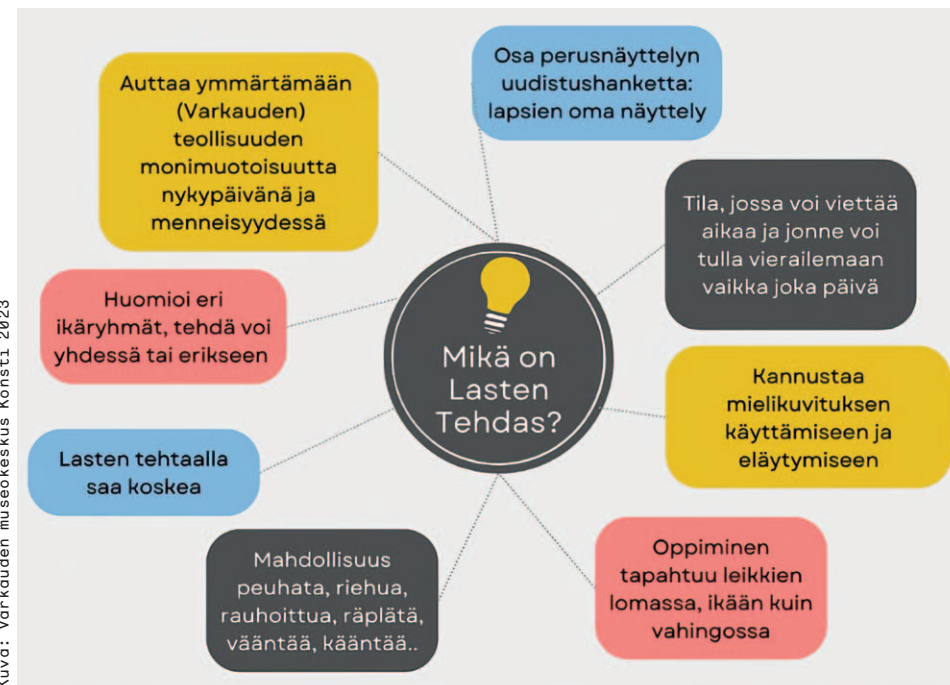 Osa perusnäyttelyn
uudistushanketta:
lapsien oma näyttely
Auttaa ymmärtämään
(Varkauden)
teollisuuden
monimuotoisuutta
nykypäivänä ja
menneisyydessä
Tila, jossa voi viettää
aikaa ja jonne voi
tulla vierailemaan
vaikka joka päivä
Huomioi eri
ikäryhmät, tehdä voi
yhdessä tai erikseen
Mikä on
Lasten
Tehdas?
Kannustaa
mielikuvituksen
käyttämiseen ja
eläytymiseen
Lasten tehtaalla
saa koskea
Mahdollisuus
peuhata, riehua,
rauhoittua, räplätä,
vääntää, kääntää..
Oppiminen
tapahtuu leikkien
lomassa, ikään kuin
vahingossa
Kuva: Varkauden museokeskus Konsti 2023